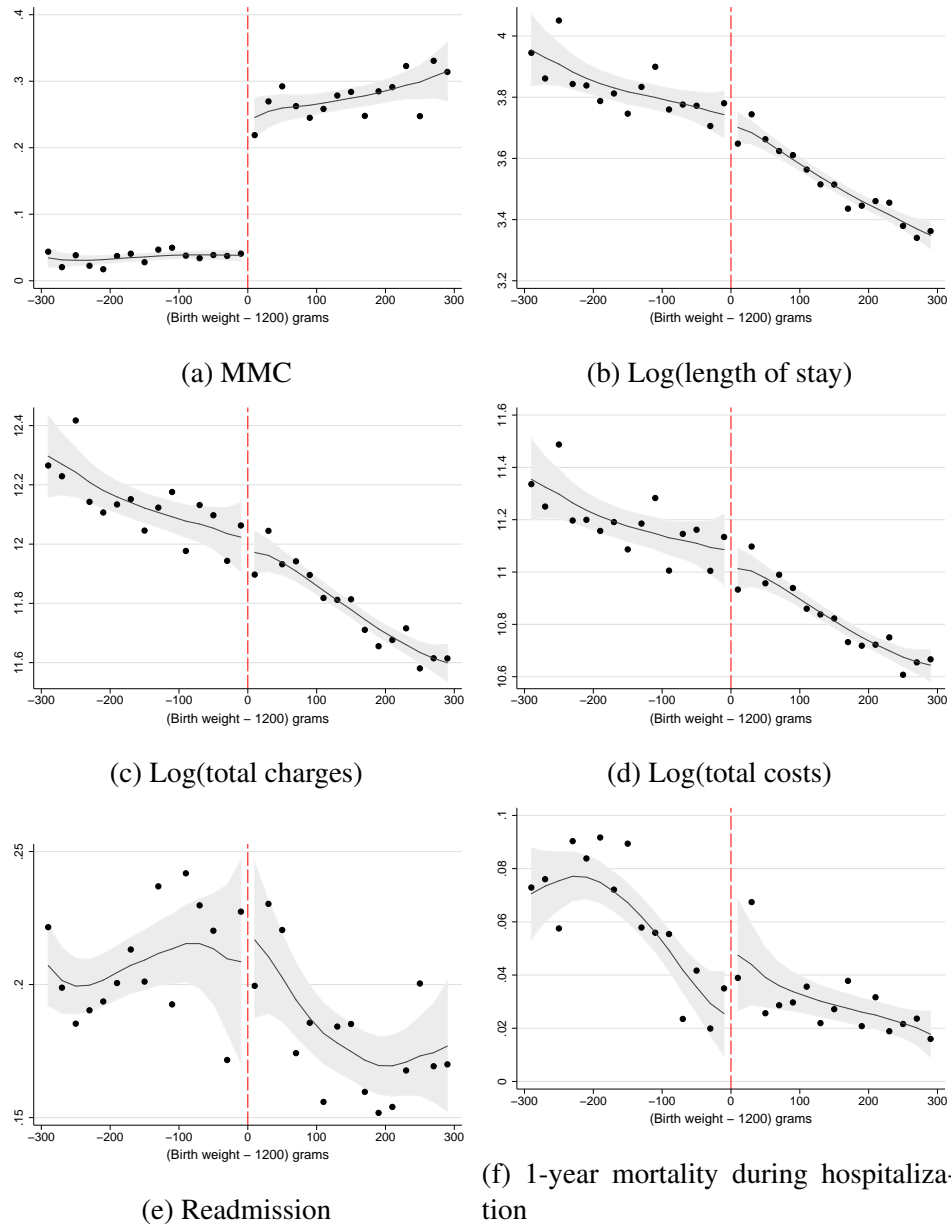 .4
.3
.2
.1
0
−300 −200 −100 0 100 200 300
(Birth weight − 1200) grams
(a) MMC
4
3.8
3.6
3.4
3.2
−300 −200 −100 0 100 200 300
(Birth weight − 1200) grams
(b) Log(length of stay)
12.4
12.2
12
11.8
11.6
−300 −200 −100 0 100 200 300
(Birth weight − 1200) grams
(c) Log(total charges)
11.6
11.4
11.2
11
10.8
10.6
−300 −200 −100 0 100 200 300
(Birth weight − 1200) grams
(d) Log(total costs)
.25
.2
.15
−300 −200 −100 0 100 200 300
(Birth weight − 1200) grams
(e) Readmission
.1
.08
.06
.04
.02
0
−300 −200 −100 0 100 200 300
(Birth weight − 1200) grams
(f) 1-year mortality during hospitaliza-
tion